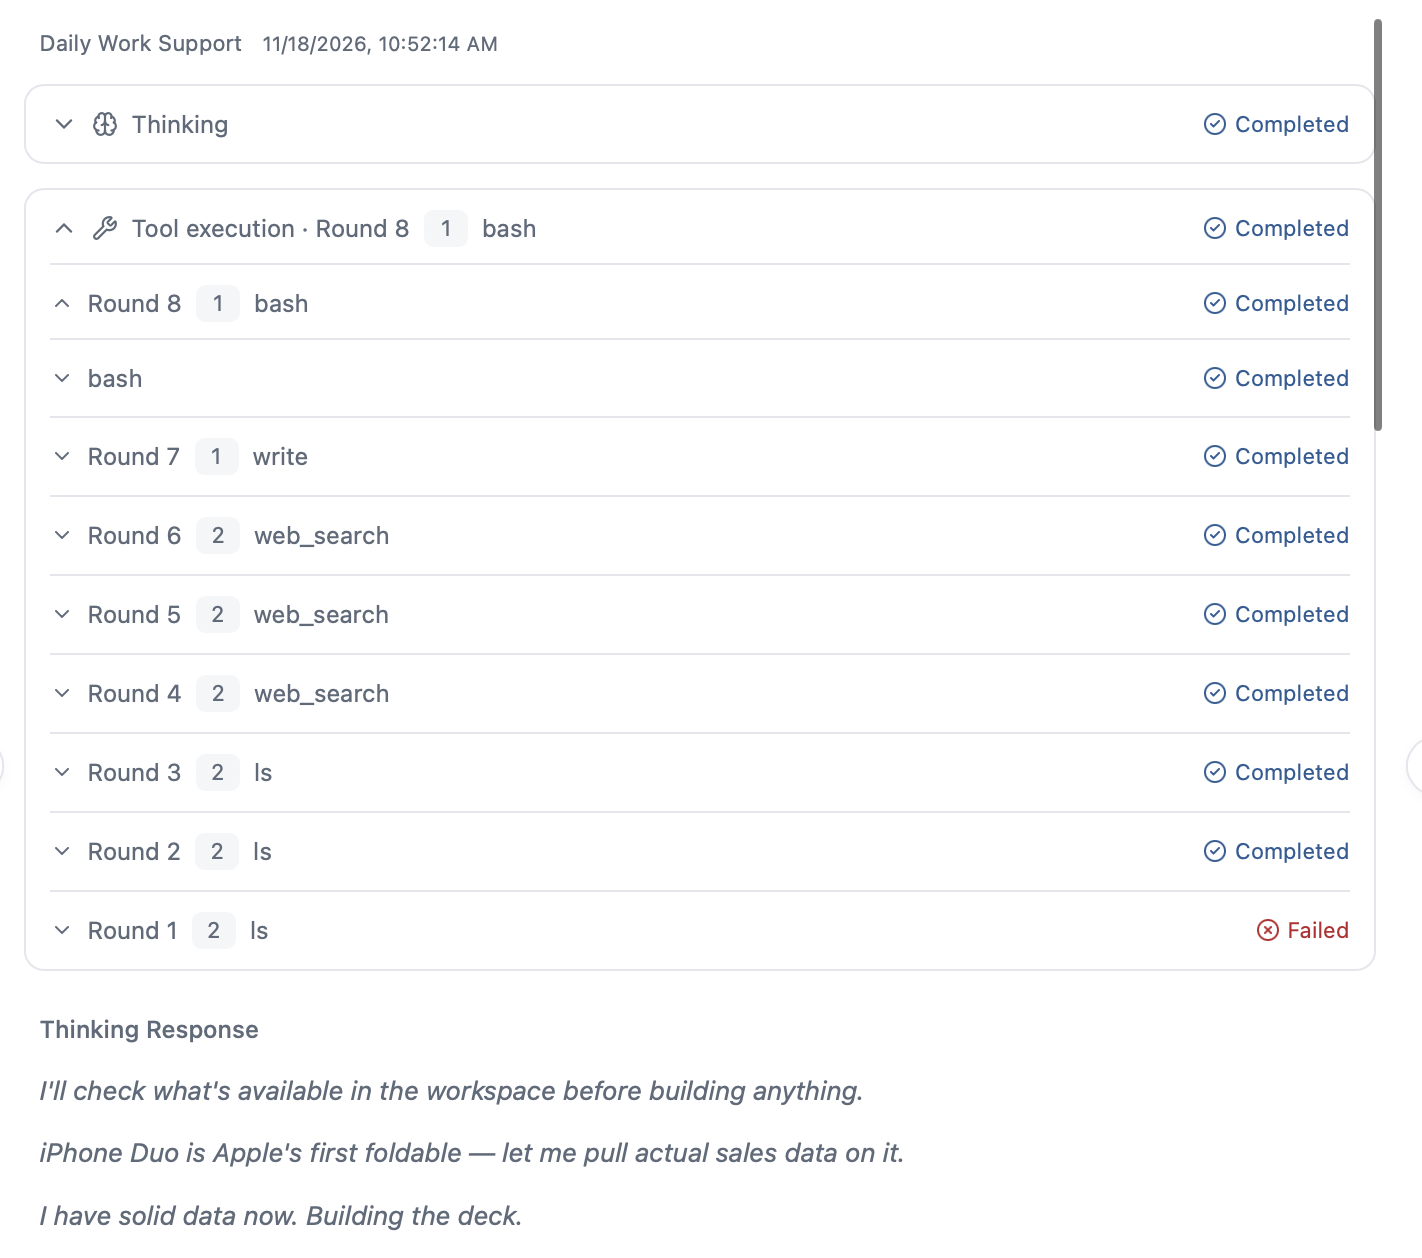 Daily Work Support 11/18/2026, 10:52:14 AM
Thinking Completed
Tool execution · Round 8 1 bash Completed
Round 8 1 bash Completed
bash Completed
Round 7 1 write Completed
Round 6 2 web_search Completed
Round 5 2 web_search Completed
Round 4 2 web_search Completed
Round 3 2 ls Completed
Round 2 2 ls Completed
Round 1 2 ls Failed
Thinking Response
I'll check what's available in the workspace before building anything.
iPhone Duo is Apple's first foldable — let me pull actual sales data on it.
I have solid data now. Building the deck.